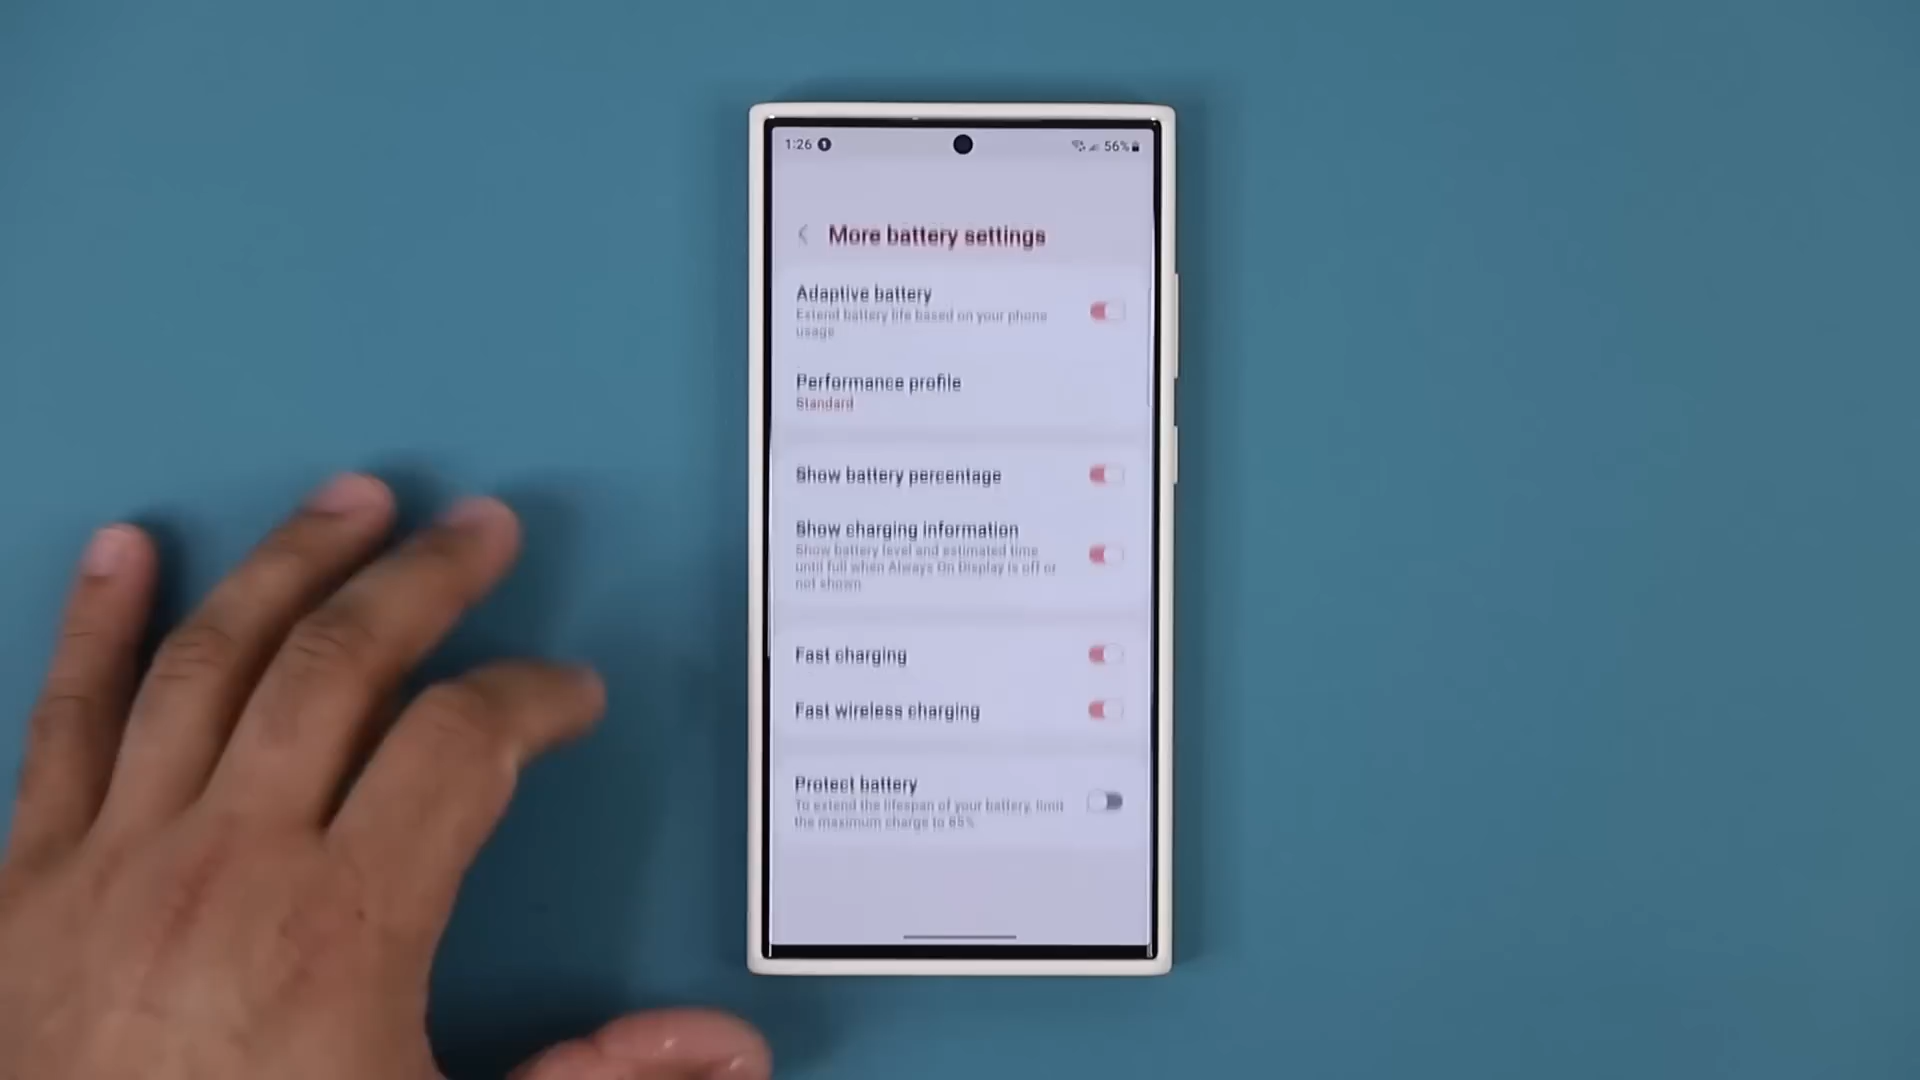 1:26
56%
More battery settings
Adaptive battery
Extend battery life based on your phone
usage
Performance profile
Standard
Show battery percentage
Show charging information
Show battery level and estimated time
until full when Always On Display is off or
not shown
Fast charging
Fast wireless charging
Protect battery
To extend the lifespan of your battery, limit
the maximum charge to 85%